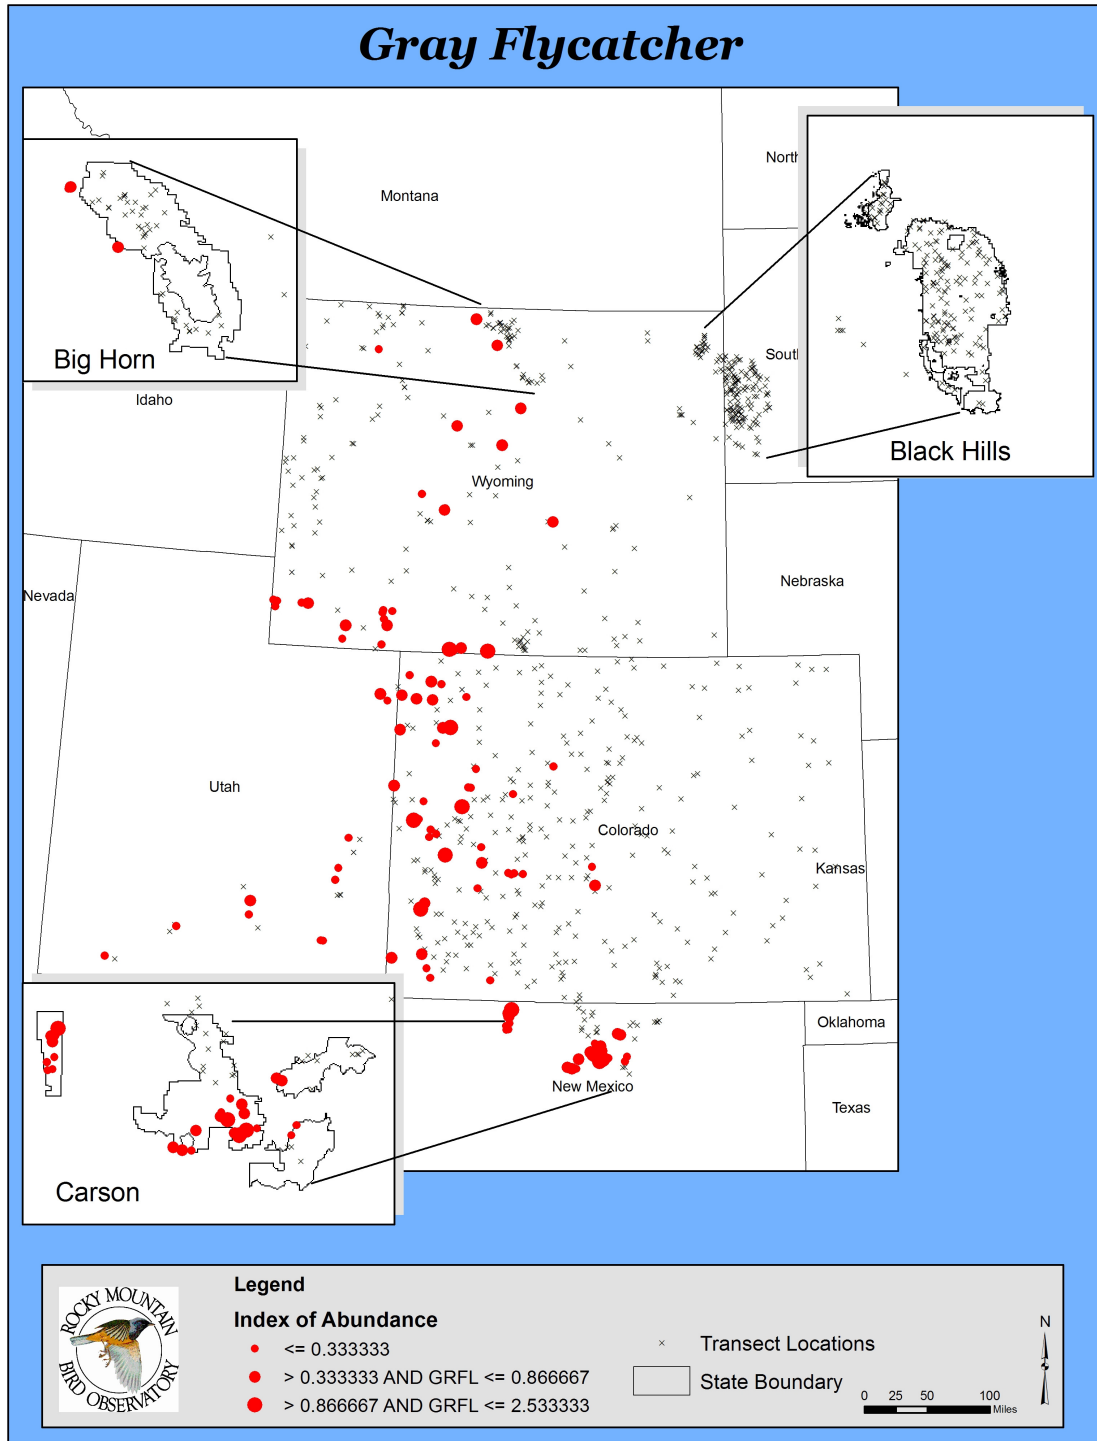 Gray Flycatcher
North
Montana
Big Horn
Idaho
South
Black Hills
Wyoming
Nebraska
Nevada
Utah
Colorado
Kansas
Oklahoma
New Mexico
Texas
Carson
Legend
Index of Abundance
<= 0.333333
> 0.333333 AND GRFL <= 0.866667
> 0.866667 AND GRFL <= 2.533333
Transect Locations
State Boundary
N
0 25 50 100
Miles
ROCKY MOUNTAIN
BIRD OBSERVATORY